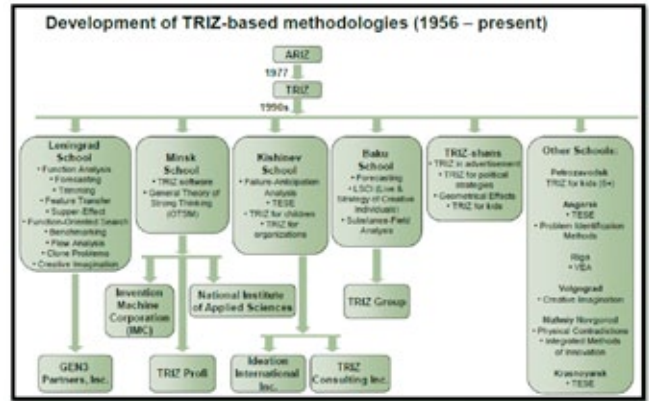 Development of TRIZ-based methodologies (1956 – present)
ARIZ
1977
TRIZ
1990s
Leningrad
School
• Function Analysis
• Forecasting
• Trimming
• Feature Transfer
• Supper-Effect
• Function-Oriented Search
• Benchmarking
• Flow Analysis
• Clone Problems
• Creative Imagination
Minsk
School
• TRIZ software
• General Theory of
Strong Thinking
(OTSM)
Kishinev
School
• Failure-Anticipation
Analysis
• TESE
• TRIZ for children
• TRIZ for
organizations
Baku
School
• Forecasting
• LSCI (Live &
Strategy of Creative
Individuals)
• Substance-Field
Analysis
TRIZ-shans
• TRIZ in advertisement
• TRIZ for political
strategies
• Geometrical Effects
• TRIZ for kids
Other Schools:
Petrozavodsk
TRIZ for kids (6+)
Angarsk
• TESE
• Problem Identification
Methods
Riga
• VEA
Volgograd
• Creative Imagination
Nizhniy Novgorod
• Physical Contradictions
• Integrated Methods
of Innovation
Krasnoyarsk
• TESE
Invention
Machine
Corporation
(IMC)
National Institute
of Applied Sciences
TRIZ Group
GEN3
Partners, Inc.
TRIZ Profi
Ideation
International
Inc.
TRIZ
Consulting Inc.